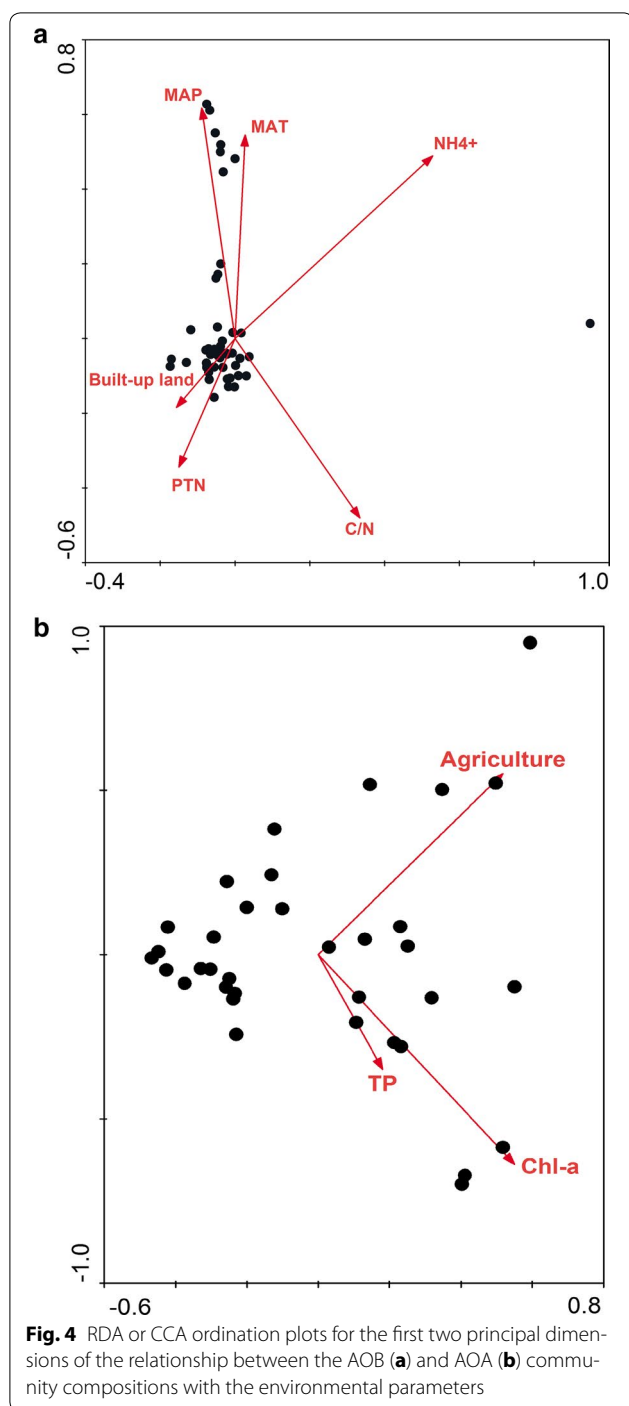 a
0.8
MAP
MAT
NH4+
Built-up land
PTN
C/N
-0.6
-0.4
1.0
b
1.0
Agriculture
TP
Chl-a
-1.0
-0.6
0.8
Fig. 4 RDA or CCA ordination plots for the first two principal dimen-
sions of the relationship between the AOB (a) and AOA (b) commu-
nity compositions with the environmental parameters